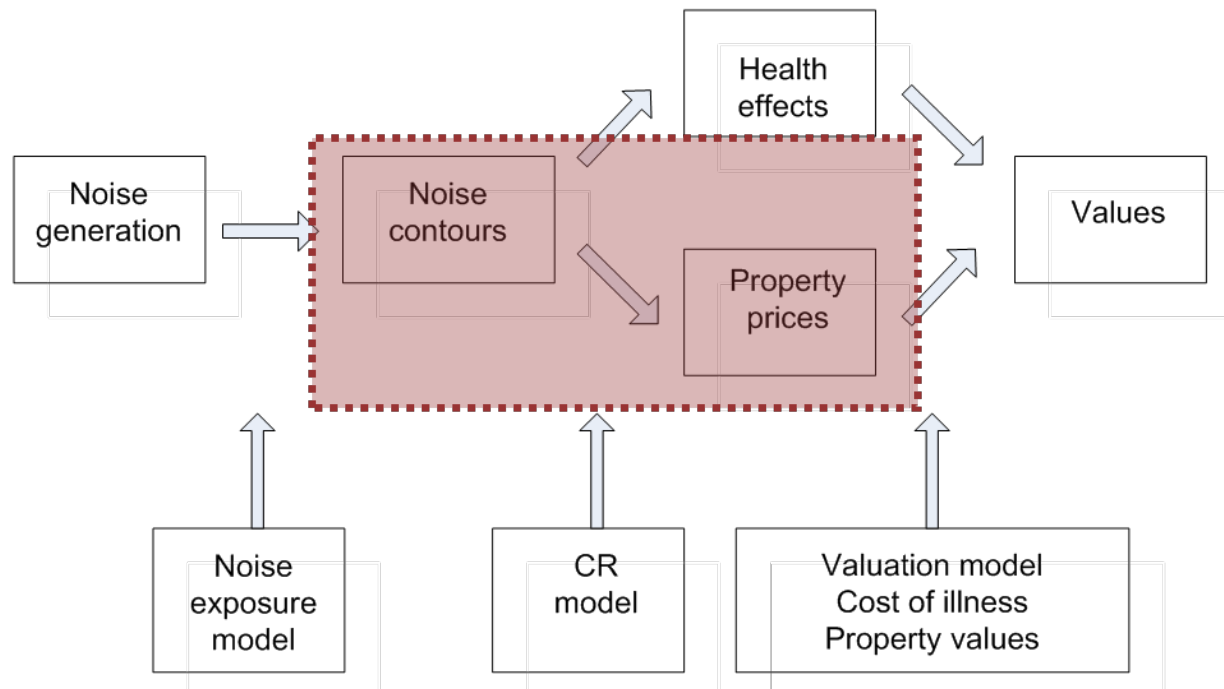 Health
effects
Noise
generation
Noise
contours
Values
Property
prices
Noise
exposure
model
CR
model
Valuation model
Cost of illness
Property values